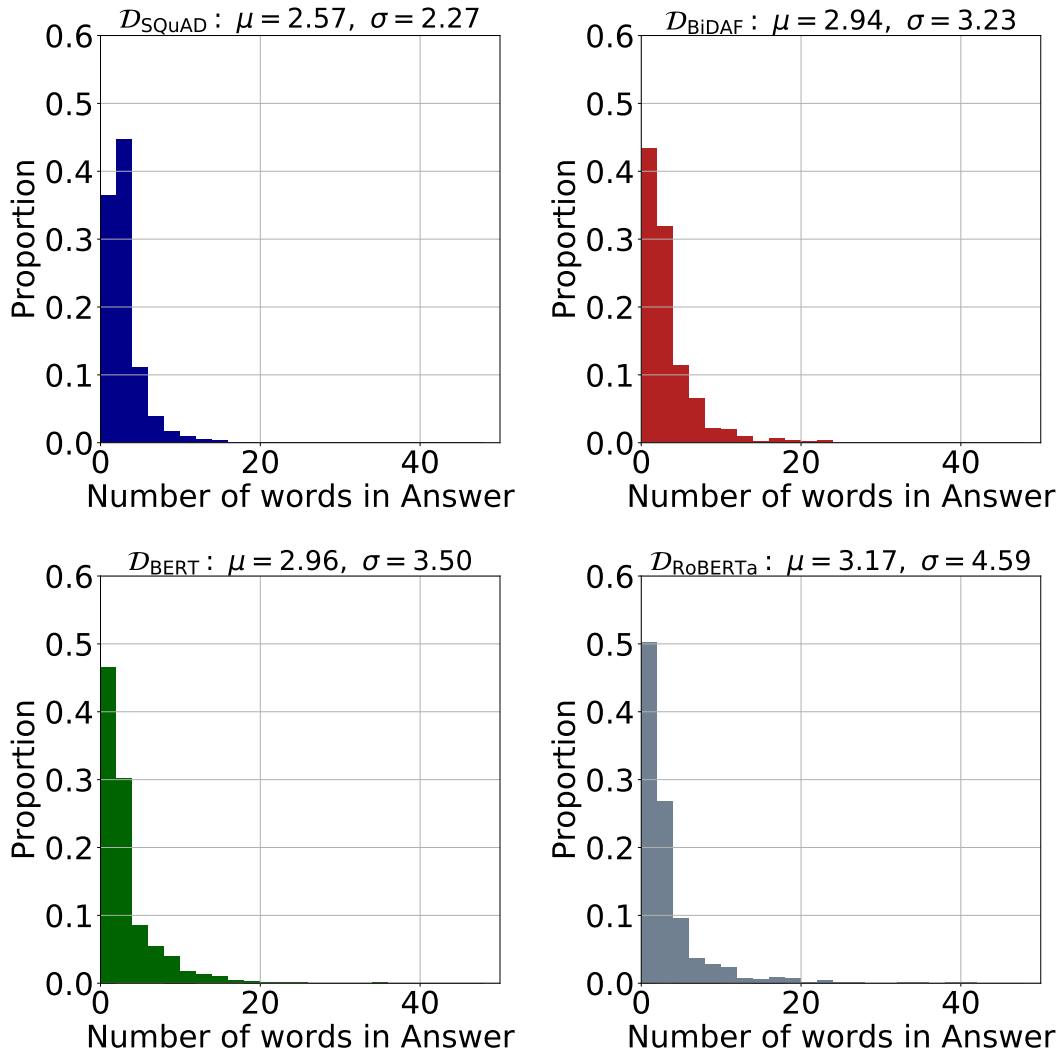 𝒟SQuAD : μ = 2.57, σ = 2.27
0.6
0.5
0.4
0.3
0.2
0.1
0.0
Proportion
0 20 40
Number of words in Answer
𝒟BiDAF : μ = 2.94, σ = 3.23
0.6
0.5
0.4
0.3
0.2
0.1
0.0
Proportion
0 20 40
Number of words in Answer
𝒟BERT : μ = 2.96, σ = 3.50
0.6
0.5
0.4
0.3
0.2
0.1
0.0
Proportion
0 20 40
Number of words in Answer
𝒟RoBERTa : μ = 3.17, σ = 4.59
0.6
0.5
0.4
0.3
0.2
0.1
0.0
Proportion
0 20 40
Number of words in Answer